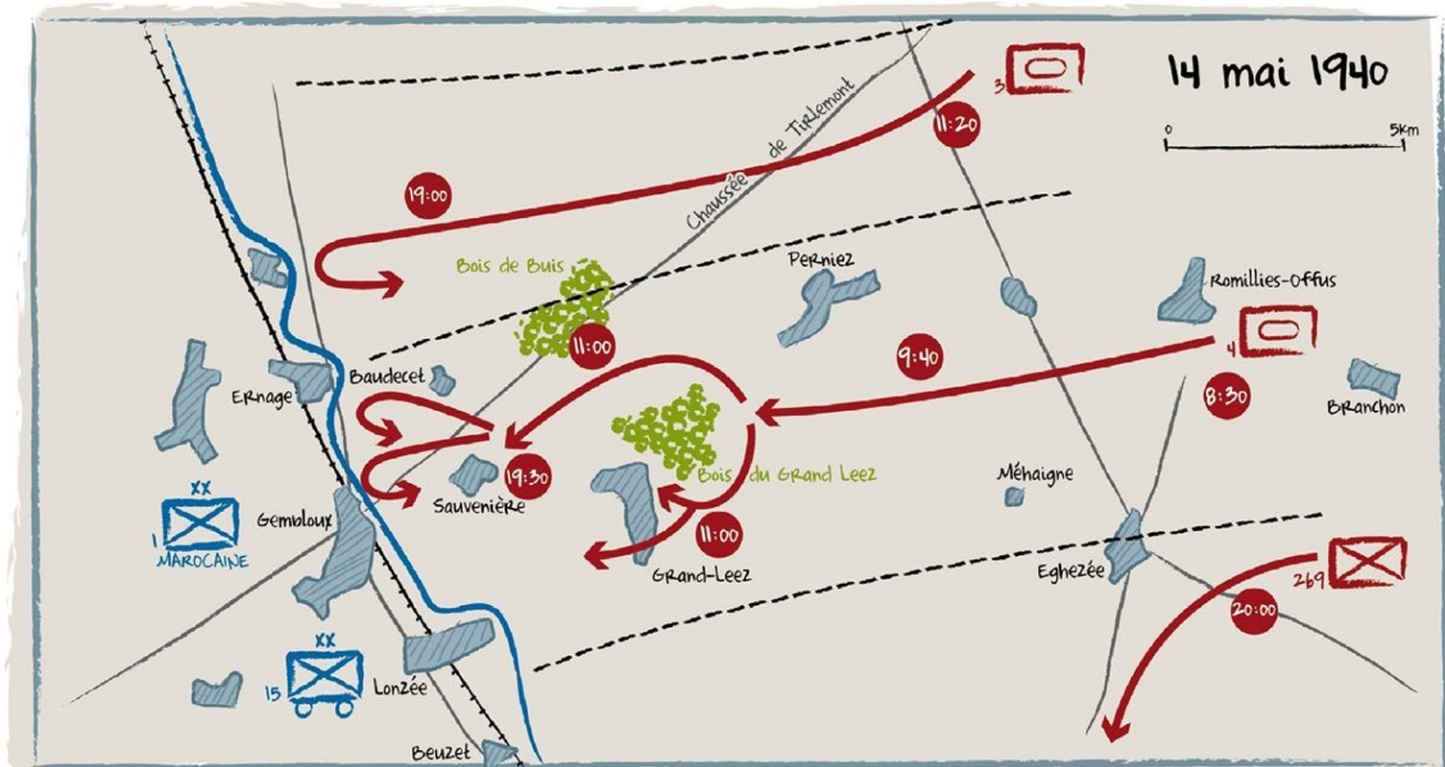 14 mai 1940
0
5km
3
11:20
Chaussée de Tirlemont
19:00
Bois de Buis
Perniez
Romillies-Offus
11:00
9:40
4
8:30
Branchon
Ernage
Baudecet
Bois du Grand Leez
Méhaigne
19:30
Sauvenière
XX
1
MAROCAINE
Gembloux
11:00
Grand-Leez
Eghezée
269
20:00
XX
15
Lonzée
Beuzet